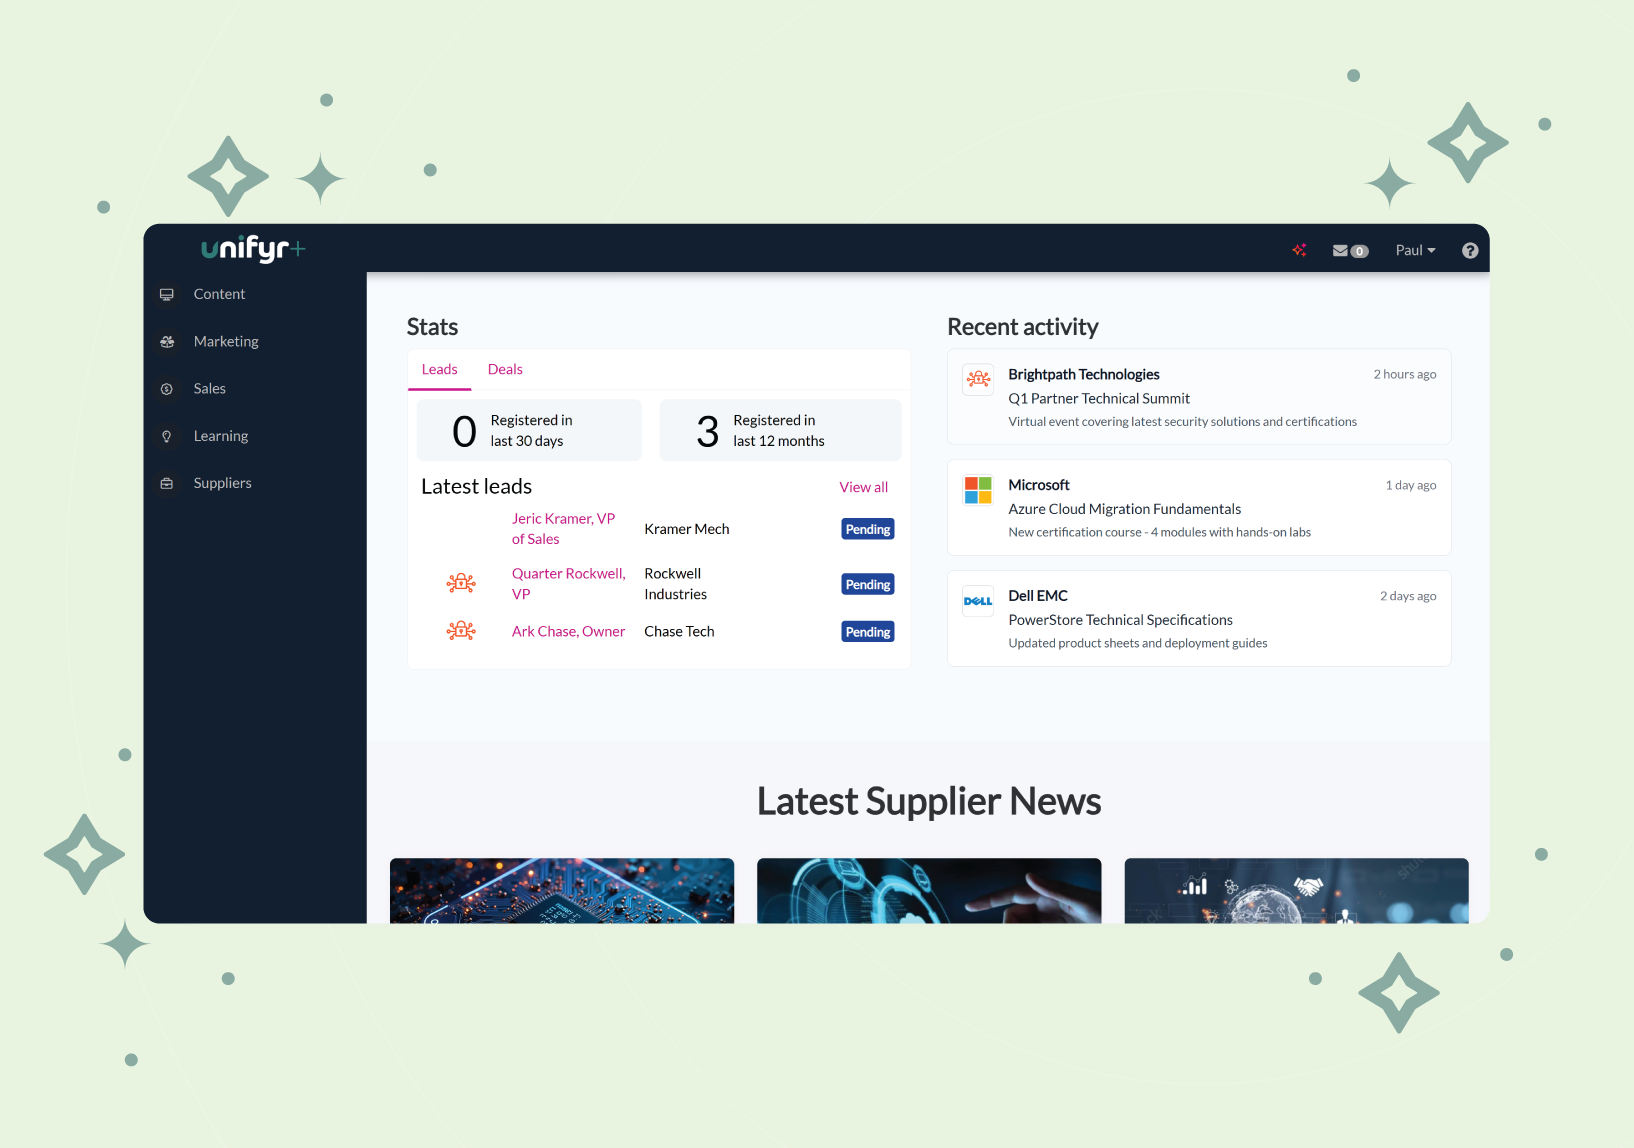 unifyr+
0
Paul
?
Content
Marketing
Sales
Learning
Suppliers
Stats
Leads
Deals
0
Registered in
last 30 days
3
Registered in
last 12 months
Latest leads
View all
Jeric Kramer, VP
of Sales
Kramer Mech
Pending
Quarter Rockwell,
VP
Rockwell
Industries
Pending
Ark Chase, Owner
Chase Tech
Pending
Recent activity
Brightpath Technologies
2 hours ago
Q1 Partner Technical Summit
Virtual event covering latest security solutions and certifications
Microsoft
1 day ago
Azure Cloud Migration Fundamentals
New certification course - 4 modules with hands-on labs
DELL
Dell EMC
2 days ago
PowerStore Technical Specifications
Updated product sheets and deployment guides
Latest Supplier News